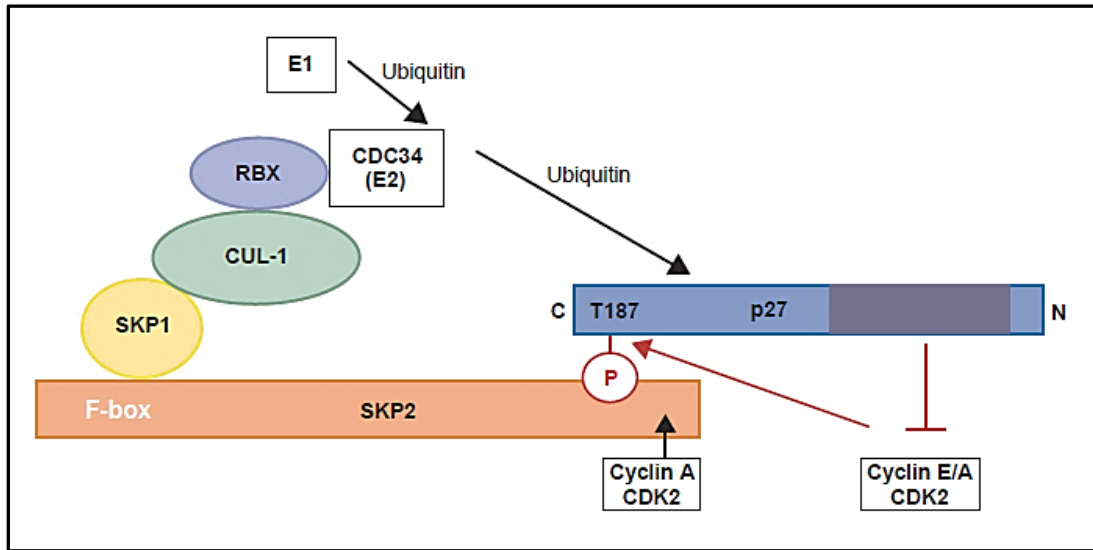 E1
Ubiquitin
RBX
CDC34
(E2)
Ubiquitin
CUL-1
SKP1
C
T187
p27
N
P
F-box
SKP2
Cyclin A
CDK2
Cyclin E/A
CDK2